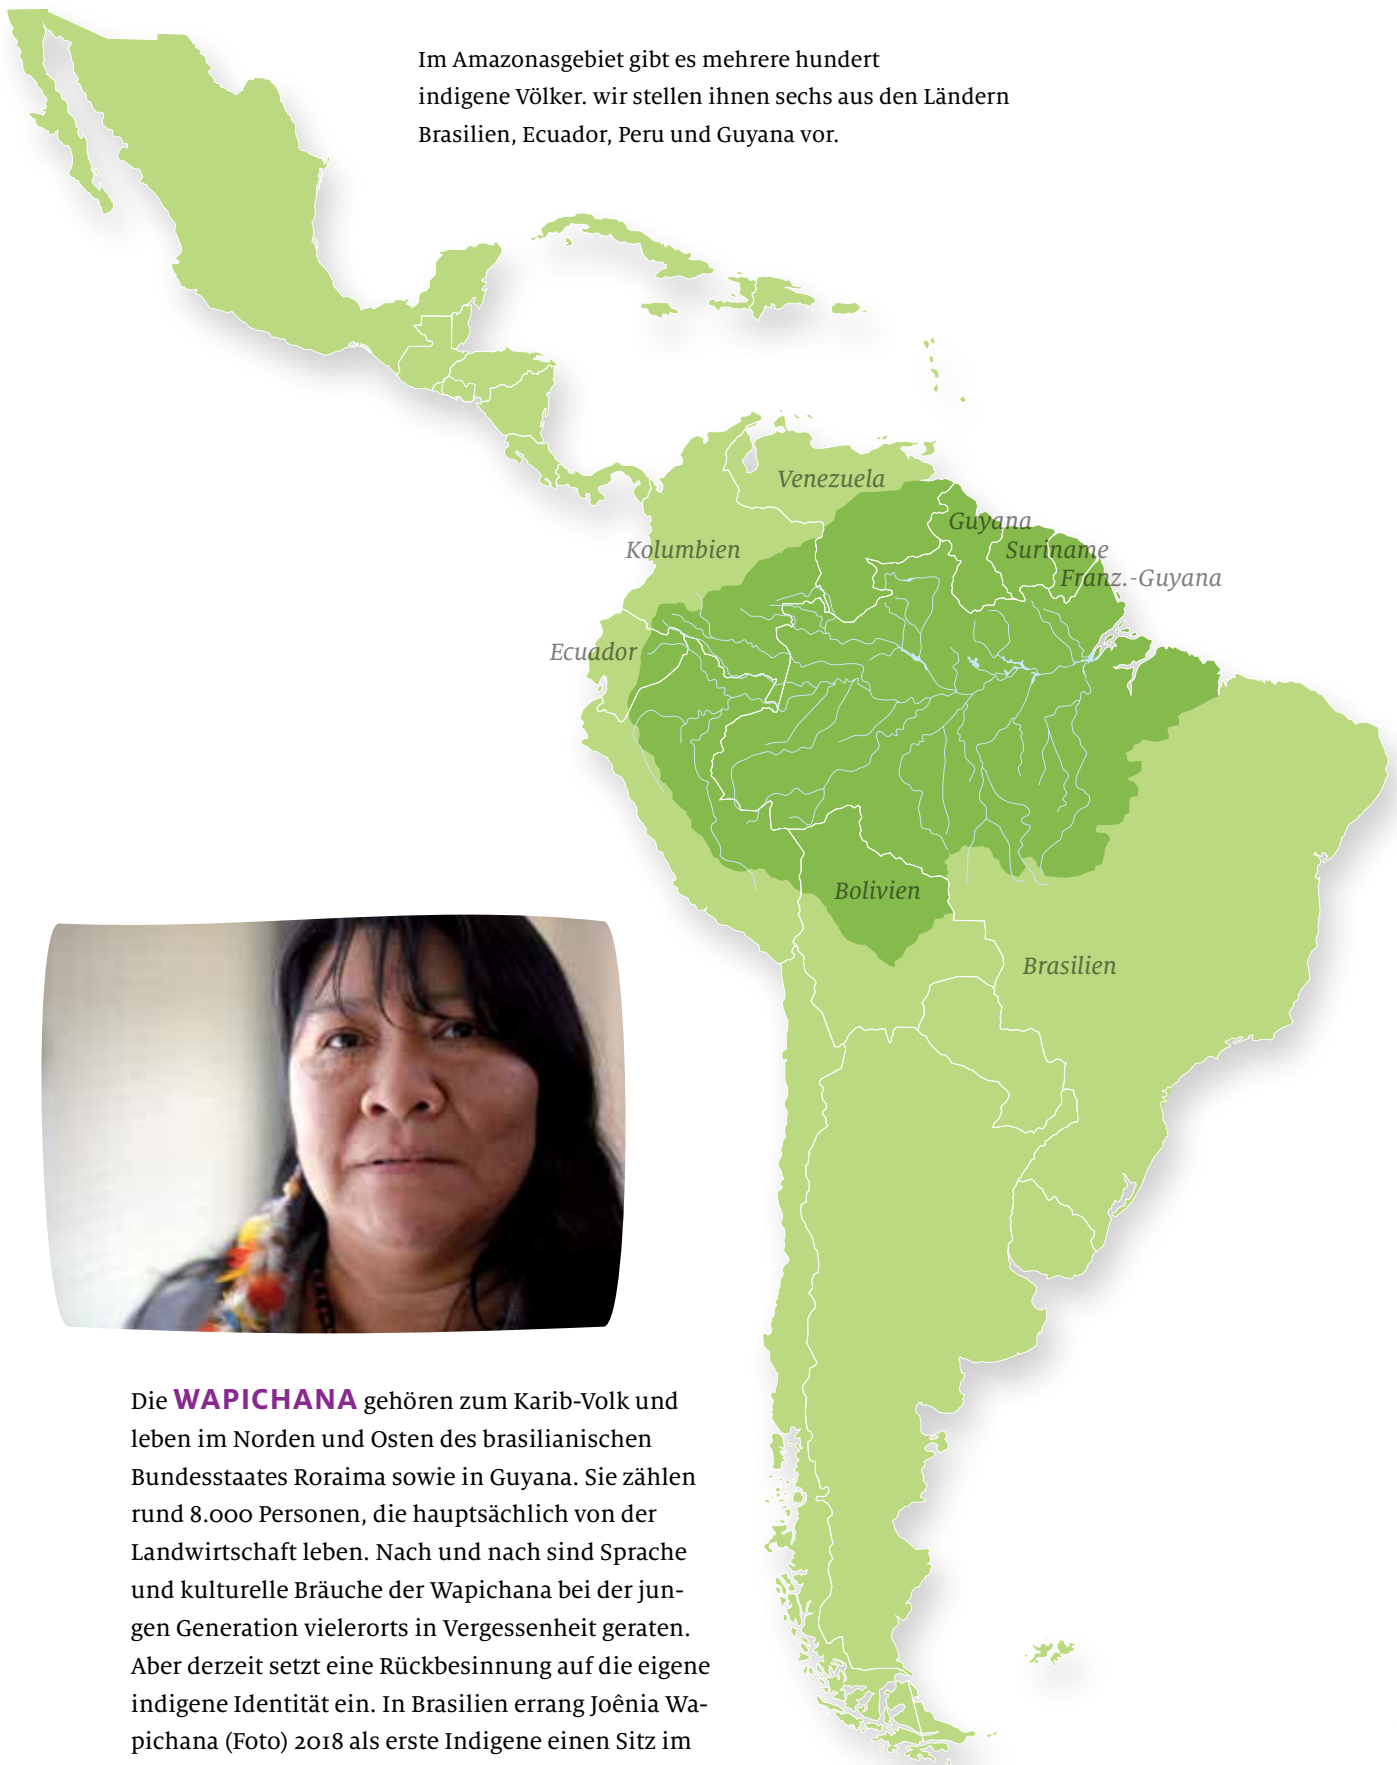 Im Amazonasgebiet gibt es mehrere hundert
indigene Völker. wir stellen ihnen sechs aus den Ländern
Brasilien, Ecuador, Peru und Guyana vor.
Venezuela
Guyana
Kolumbien
Suriname
Franz.-Guyana
Ecuador
Bolivien
Brasilien
Die WAPICHANA gehören zum Karib-Volk und
leben im Norden und Osten des brasilianischen
Bundesstaates Roraima sowie in Guyana. Sie zählen
rund 8.000 Personen, die hauptsächlich von der
Landwirtschaft leben. Nach und nach sind Sprache
und kulturelle Bräuche der Wapichana bei der jun-
gen Generation vielerorts in Vergessenheit geraten.
Aber derzeit setzt eine Rückbesinnung auf die eigene
indigene Identität ein. In Brasilien errang Joênia Wa-
pichana (Foto) 2018 als erste Indigene einen Sitz im